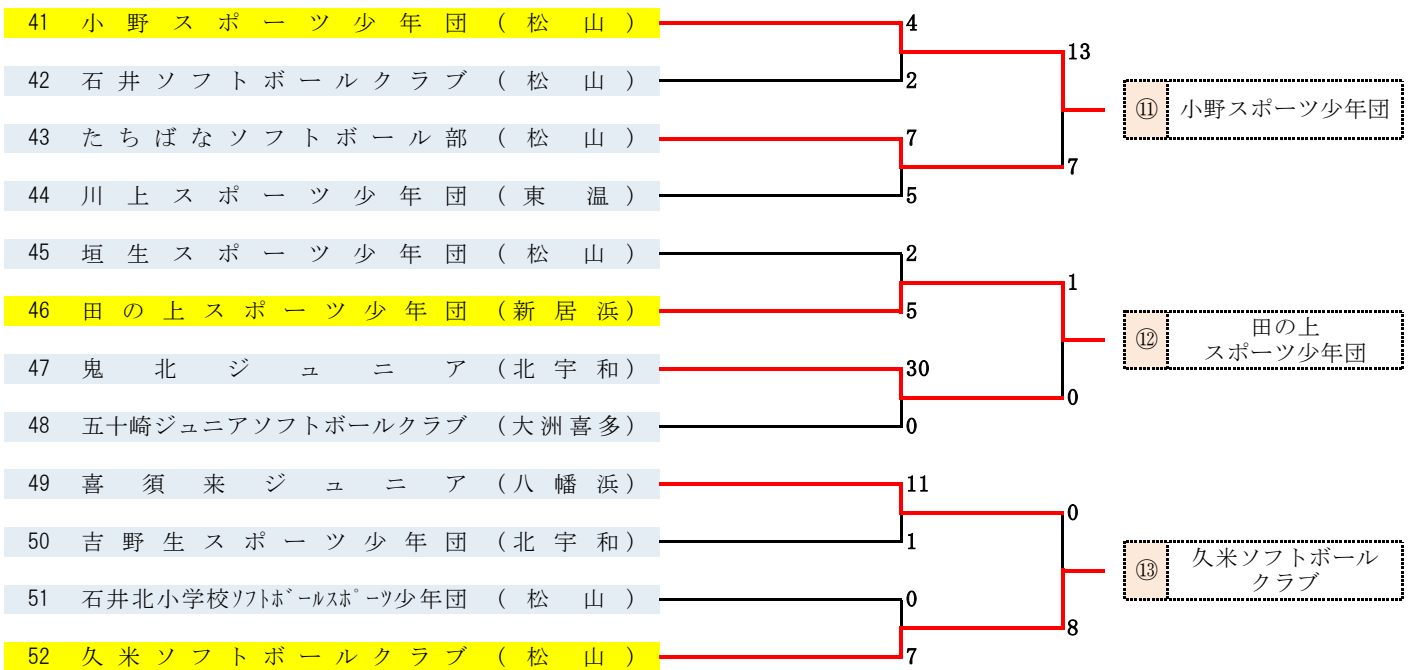 41 小野スポーツ少年団（松山） 4
13
42 石井ソフトボールクラブ（松山） 2
⑪ 小野スポーツ少年団
43 たちばなソフトボール部（松山） 7
7
44 川上スポーツ少年団（東温） 5
45 垣生スポーツ少年団（松山） 2
1
46 田の上スポーツ少年団（新居浜） 5
⑫ 田の上
スポーツ少年団
47 鬼北ジュニア（北宇和） 30
0
48 五十崎ジュニアソフトボールクラブ（大洲喜多） 0
49 喜須来ジュニア（八幡浜） 11
0
50 吉野生スポーツ少年団（北宇和） 1
⑬ 久米ソフトボール
クラブ
51 石井北小学校ｿﾌﾄﾎﾞｰﾙｽﾎﾟｰﾂ少年団（松山） 0
8
52 久米ソフトボールクラブ（松山） 7